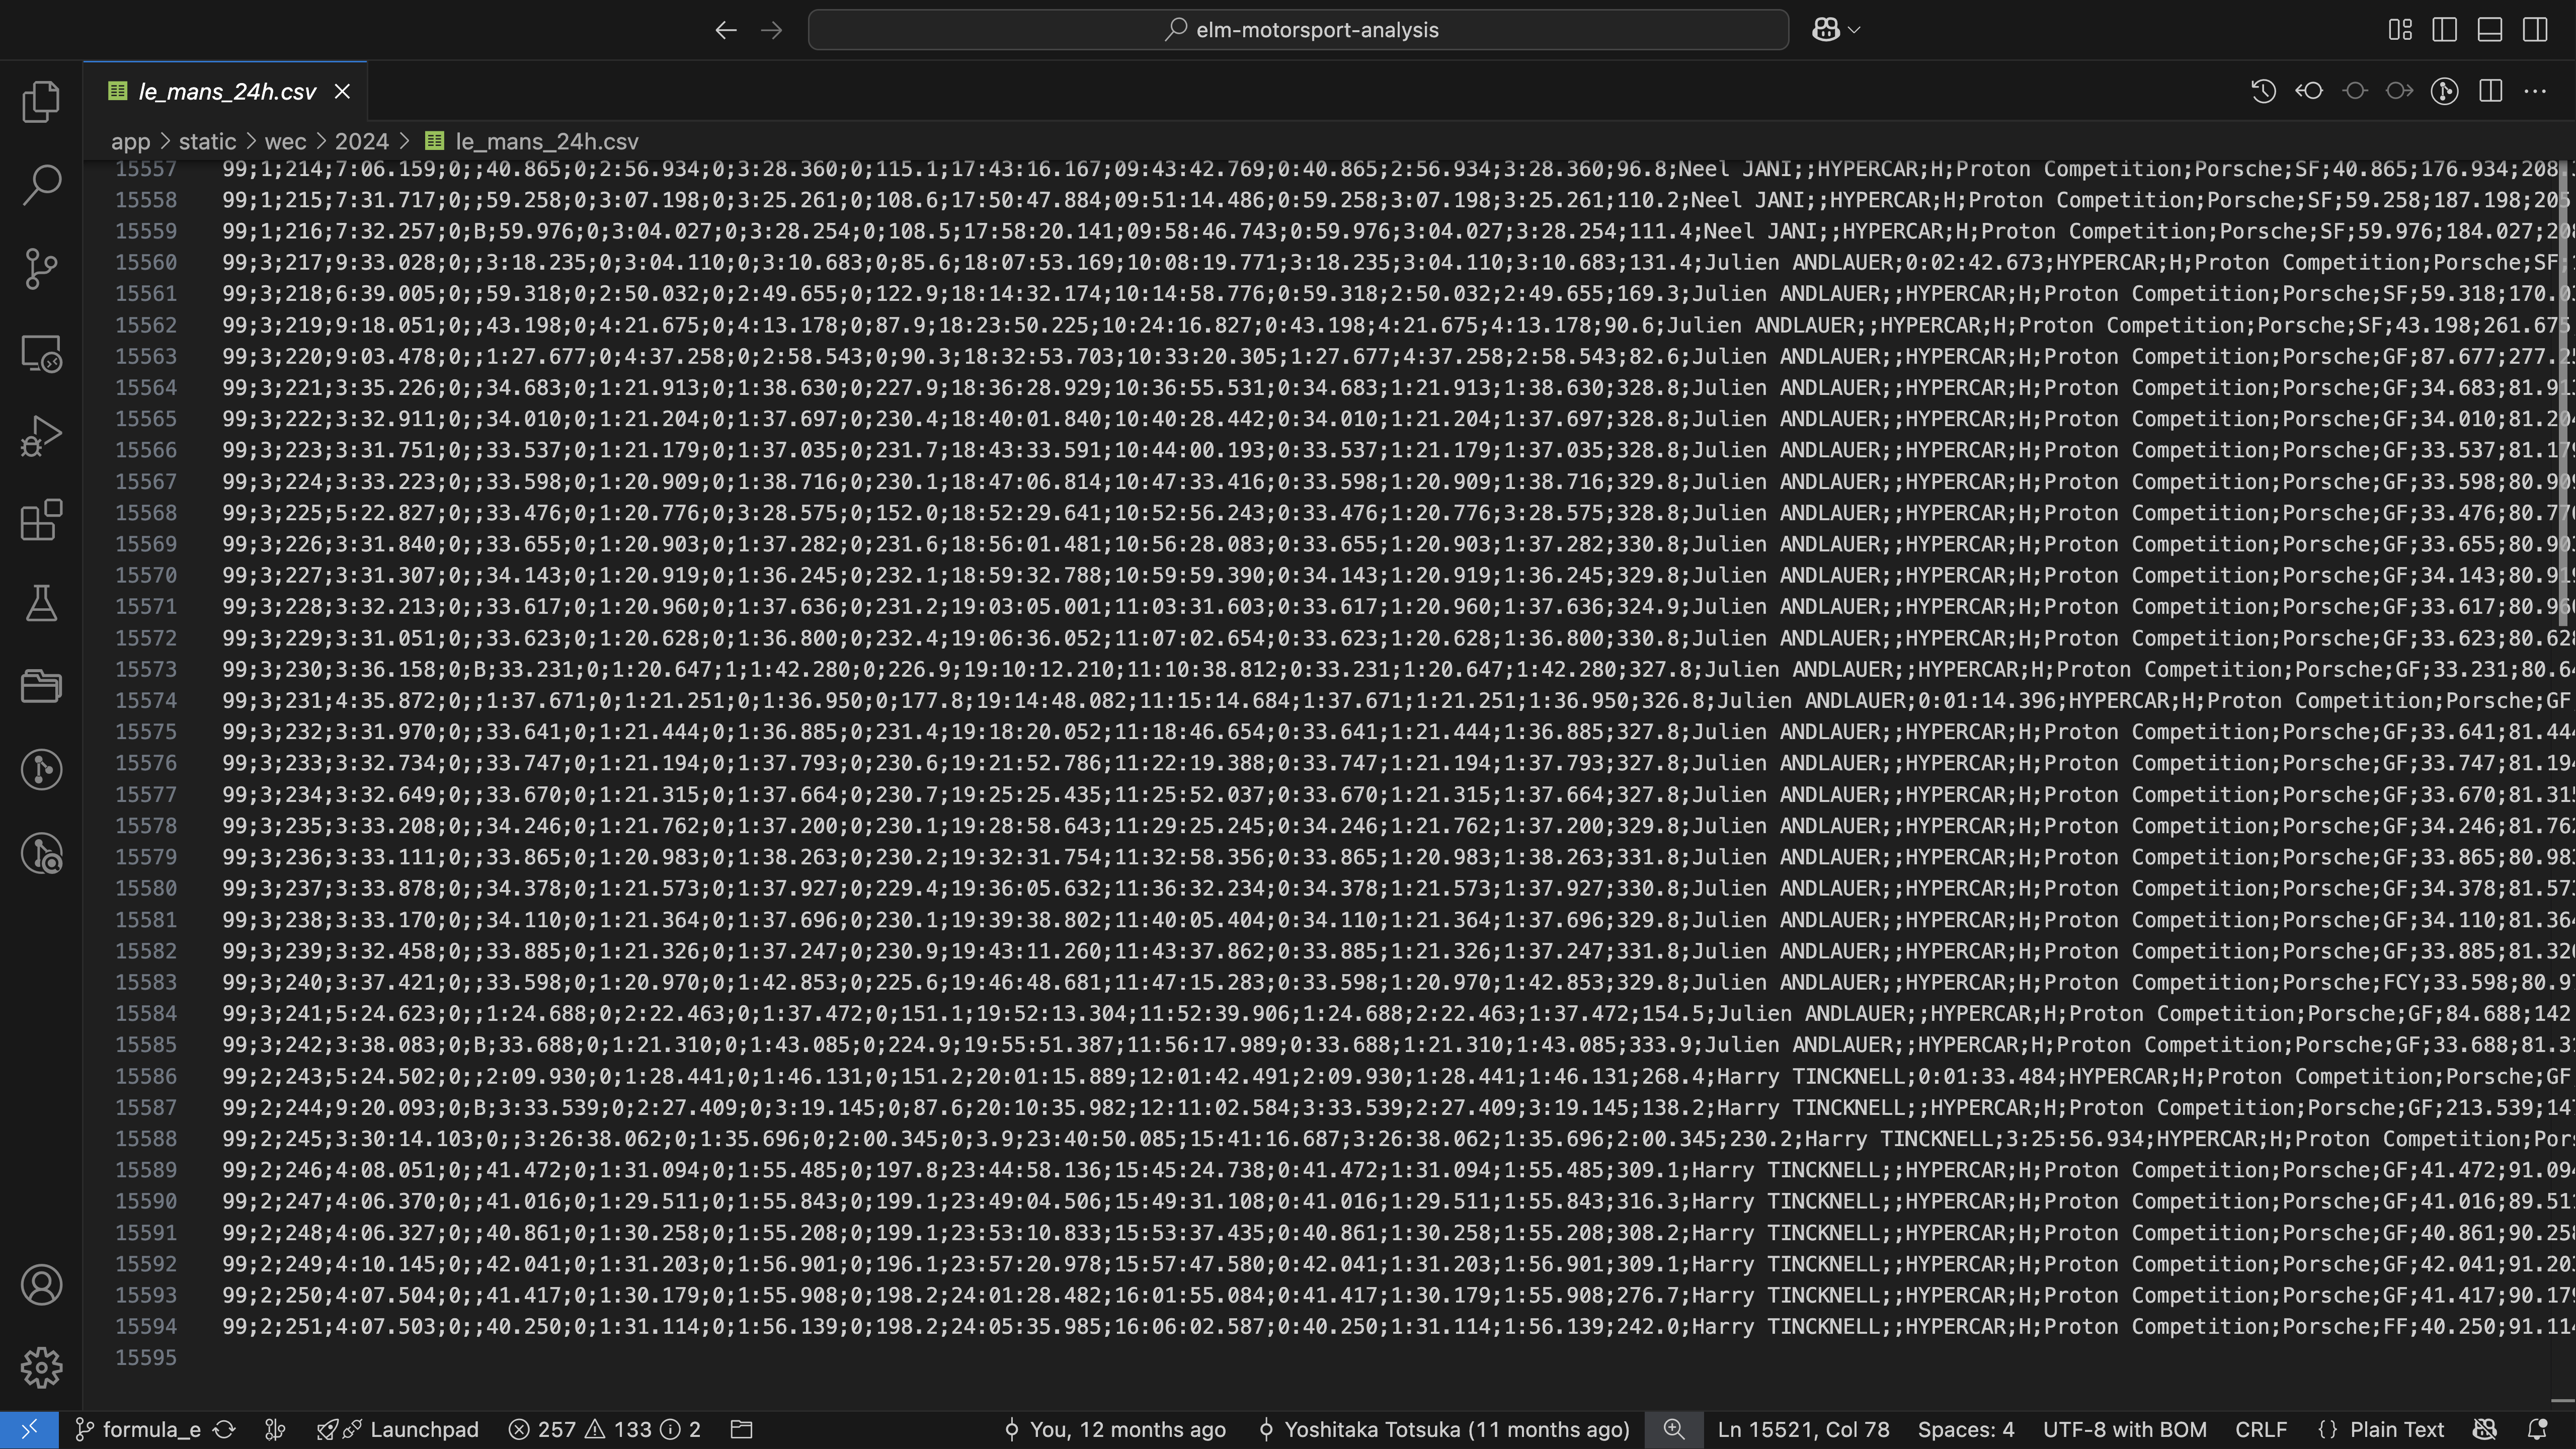 elm-motorsport-analysis
le_mans_24h.csv
app > static > wec > 2024 > le_mans_24h.csv
15557 99;1;214;7:06.159;0;;40.865;0;2:56.934;0;3:28.360;0;115.1;17:43:16.167;09:43:42.769;0:40.865;2:56.934;3:28.360;96.8;Neel JANI;;HYPERCAR;H;Proton Competition;Porsche;SF;40.865;176.934;208.
15558 99;1;215;7:31.717;0;;59.258;0;3:07.198;0;3:25.261;0;108.6;17:50:47.884;09:51:14.486;0:59.258;3:07.198;3:25.261;110.2;Neel JANI;;HYPERCAR;H;Proton Competition;Porsche;SF;59.258;187.198;205
15559 99;1;216;7:32.257;0;B;59.976;0;3:04.027;0;3:28.254;0;108.5;17:58:20.141;09:58:46.743;0:59.976;3:04.027;3:28.254;111.4;Neel JANI;;HYPERCAR;H;Proton Competition;Porsche;SF;59.976;184.027;208
15560 99;3;217;9:33.028;0;;3:18.235;0;3:04.110;0;3:10.683;0;85.6;18:07:53.169;10:08:19.771;3:18.235;3:04.110;3:10.683;131.4;Julien ANDLAUER;0:02:42.673;HYPERCAR;H;Proton Competition;Porsche;SF;
15561 99;3;218;6:39.005;0;;59.318;0;2:50.032;0;2:49.655;0;122.9;18:14:32.174;10:14:58.776;0:59.318;2:50.032;2:49.655;169.3;Julien ANDLAUER;;HYPERCAR;H;Proton Competition;Porsche;SF;59.318;170.0
15562 99;3;219;9:18.051;0;;43.198;0;4:21.675;0;4:13.178;0;87.9;18:23:50.225;10:24:16.827;0:43.198;4:21.675;4:13.178;90.6;Julien ANDLAUER;;HYPERCAR;H;Proton Competition;Porsche;SF;43.198;261.675
15563 99;3;220;9:03.478;0;;1:27.677;0;4:37.258;0;2:58.543;0;90.3;18:32:53.703;10:33:20.305;1:27.677;4:37.258;2:58.543;82.6;Julien ANDLAUER;;HYPERCAR;H;Proton Competition;Porsche;GF;87.677;277.25
15564 99;3;221;3:35.226;0;;34.683;0;1:21.913;0;1:38.630;0;227.9;18:36:28.929;10:36:55.531;0:34.683;1:21.913;1:38.630;328.8;Julien ANDLAUER;;HYPERCAR;H;Proton Competition;Porsche;GF;34.683;81.91
15565 99;3;222;3:32.911;0;;34.010;0;1:21.204;0;1:37.697;0;230.4;18:40:01.840;10:40:28.442;0:34.010;1:21.204;1:37.697;328.8;Julien ANDLAUER;;HYPERCAR;H;Proton Competition;Porsche;GF;34.010;81.204
15566 99;3;223;3:31.751;0;;33.537;0;1:21.179;0;1:37.035;0;231.7;18:43:33.591;10:44:00.193;0:33.537;1:21.179;1:37.035;328.8;Julien ANDLAUER;;HYPERCAR;H;Proton Competition;Porsche;GF;33.537;81.179
15567 99;3;224;3:33.223;0;;33.598;0;1:20.909;0;1:38.716;0;230.1;18:47:06.814;10:47:33.416;0:33.598;1:20.909;1:38.716;329.8;Julien ANDLAUER;;HYPERCAR;H;Proton Competition;Porsche;GF;33.598;80.909
15568 99;3;225;5:22.827;0;;33.476;0;1:20.776;0;3:28.575;0;152.0;18:52:29.641;10:52:56.243;0:33.476;1:20.776;3:28.575;328.8;Julien ANDLAUER;;HYPERCAR;H;Proton Competition;Porsche;GF;33.476;80.776
15569 99;3;226;3:31.840;0;;33.655;0;1:20.903;0;1:37.282;0;231.6;18:56:01.481;10:56:28.083;0:33.655;1:20.903;1:37.282;330.8;Julien ANDLAUER;;HYPERCAR;H;Proton Competition;Porsche;GF;33.655;80.90
15570 99;3;227;3:31.307;0;;34.143;0;1:20.919;0;1:36.245;0;232.1;18:59:32.788;10:59:59.390;0:34.143;1:20.919;1:36.245;329.8;Julien ANDLAUER;;HYPERCAR;H;Proton Competition;Porsche;GF;34.143;80.919
15571 99;3;228;3:32.213;0;;33.617;0;1:20.960;0;1:37.636;0;231.2;19:03:05.001;11:03:31.603;0:33.617;1:20.960;1:37.636;324.9;Julien ANDLAUER;;HYPERCAR;H;Proton Competition;Porsche;GF;33.617;80.960
15572 99;3;229;3:31.051;0;;33.623;0;1:20.628;0;1:36.800;0;232.4;19:06:36.052;11:07:02.654;0:33.623;1:20.628;1:36.800;330.8;Julien ANDLAUER;;HYPERCAR;H;Proton Competition;Porsche;GF;33.623;80.628
15573 99;3;230;3:36.158;0;B;33.231;0;1:20.647;1;1:42.280;0;226.9;19:10:12.210;11:10:38.812;0:33.231;1:20.647;1:42.280;327.8;Julien ANDLAUER;;HYPERCAR;H;Proton Competition;Porsche;GF;33.231;80.64
15574 99;3;231;4:35.872;0;;1:37.671;0;1:21.251;0;1:36.950;0;177.8;19:14:48.082;11:15:14.684;1:37.671;1:21.251;1:36.950;326.8;Julien ANDLAUER;0:01:14.396;HYPERCAR;H;Proton Competition;Porsche;GF
15575 99;3;232;3:31.970;0;;33.641;0;1:21.444;0;1:36.885;0;231.4;19:18:20.052;11:18:46.654;0:33.641;1:21.444;1:36.885;327.8;Julien ANDLAUER;;HYPERCAR;H;Proton Competition;Porsche;GF;33.641;81.444
15576 99;3;233;3:32.734;0;;33.747;0;1:21.194;0;1:37.793;0;230.6;19:21:52.786;11:22:19.388;0:33.747;1:21.194;1:37.793;327.8;Julien ANDLAUER;;HYPERCAR;H;Proton Competition;Porsche;GF;33.747;81.194
15577 99;3;234;3:32.649;0;;33.670;0;1:21.315;0;1:37.664;0;230.7;19:25:25.435;11:25:52.037;0:33.670;1:21.315;1:37.664;327.8;Julien ANDLAUER;;HYPERCAR;H;Proton Competition;Porsche;GF;33.670;81.315
15578 99;3;235;3:33.208;0;;34.246;0;1:21.762;0;1:37.200;0;230.1;19:28:58.643;11:29:25.245;0:34.246;1:21.762;1:37.200;329.8;Julien ANDLAUER;;HYPERCAR;H;Proton Competition;Porsche;GF;34.246;81.762
15579 99;3;236;3:33.111;0;;33.865;0;1:20.983;0;1:38.263;0;230.2;19:32:31.754;11:32:58.356;0:33.865;1:20.983;1:38.263;331.8;Julien ANDLAUER;;HYPERCAR;H;Proton Competition;Porsche;GF;33.865;80.983
15580 99;3;237;3:33.878;0;;34.378;0;1:21.573;0;1:37.927;0;229.4;19:36:05.632;11:36:32.234;0:34.378;1:21.573;1:37.927;330.8;Julien ANDLAUER;;HYPERCAR;H;Proton Competition;Porsche;GF;34.378;81.573
15581 99;3;238;3:33.170;0;;34.110;0;1:21.364;0;1:37.696;0;230.1;19:39:38.802;11:40:05.404;0:34.110;1:21.364;1:37.696;329.8;Julien ANDLAUER;;HYPERCAR;H;Proton Competition;Porsche;GF;34.110;81.364
15582 99;3;239;3:32.458;0;;33.885;0;1:21.326;0;1:37.247;0;230.9;19:43:11.260;11:43:37.862;0:33.885;1:21.326;1:37.247;331.8;Julien ANDLAUER;;HYPERCAR;H;Proton Competition;Porsche;GF;33.885;81.326
15583 99;3;240;3:37.421;0;;33.598;0;1:20.970;0;1:42.853;0;225.6;19:46:48.681;11:47:15.283;0:33.598;1:20.970;1:42.853;329.8;Julien ANDLAUER;;HYPERCAR;H;Proton Competition;Porsche;FCY;33.598;80.9
15584 99;3;241;5:24.623;0;;1:24.688;0;2:22.463;0;1:37.472;0;151.1;19:52:13.304;11:52:39.906;1:24.688;2:22.463;1:37.472;154.5;Julien ANDLAUER;;HYPERCAR;H;Proton Competition;Porsche;GF;84.688;142
15585 99;3;242;3:38.083;0;B;33.688;0;1:21.310;0;1:43.085;0;224.9;19:55:51.387;11:56:17.989;0:33.688;1:21.310;1:43.085;333.9;Julien ANDLAUER;;HYPERCAR;H;Proton Competition;Porsche;GF;33.688;81.3
15586 99;2;243;5:24.502;0;;2:09.930;0;1:28.441;0;1:46.131;0;151.2;20:01:15.889;12:01:42.491;2:09.930;1:28.441;1:46.131;268.4;Harry TINCKNELL;0:01:33.484;HYPERCAR;H;Proton Competition;Porsche;GF
15587 99;2;244;9:20.093;0;B;3:33.539;0;2:27.409;0;3:19.145;0;87.6;20:10:35.982;12:11:02.584;3:33.539;2:27.409;3:19.145;138.2;Harry TINCKNELL;;HYPERCAR;H;Proton Competition;Porsche;GF;213.539;147
15588 99;2;245;3:30:14.103;0;;3:26:38.062;0;1:35.696;0;2:00.345;0;3.9;23:40:50.085;15:41:16.687;3:26:38.062;1:35.696;2:00.345;230.2;Harry TINCKNELL;3:25:56.934;HYPERCAR;H;Proton Competition;Por
15589 99;2;246;4:08.051;0;;41.472;0;1:31.094;0;1:55.485;0;197.8;23:44:58.136;15:45:24.738;0:41.472;1:31.094;1:55.485;309.1;Harry TINCKNELL;;HYPERCAR;H;Proton Competition;Porsche;GF;41.472;91.094
15590 99;2;247;4:06.370;0;;41.016;0;1:29.511;0;1:55.843;0;199.1;23:49:04.506;15:49:31.108;0:41.016;1:29.511;1:55.843;316.3;Harry TINCKNELL;;HYPERCAR;H;Proton Competition;Porsche;GF;41.016;89.51
15591 99;2;248;4:06.327;0;;40.861;0;1:30.258;0;1:55.208;0;199.1;23:53:10.833;15:53:37.435;0:40.861;1:30.258;1:55.208;308.2;Harry TINCKNELL;;HYPERCAR;H;Proton Competition;Porsche;GF;40.861;90.258
15592 99;2;249;4:10.145;0;;42.041;0;1:31.203;0;1:56.901;0;196.1;23:57:20.978;15:57:47.580;0:42.041;1:31.203;1:56.901;309.1;Harry TINCKNELL;;HYPERCAR;H;Proton Competition;Porsche;GF;42.041;91.203
15593 99;2;250;4:07.504;0;;41.417;0;1:30.179;0;1:55.908;0;198.2;24:01:28.482;16:01:55.084;0:41.417;1:30.179;1:55.908;276.7;Harry TINCKNELL;;HYPERCAR;H;Proton Competition;Porsche;GF;41.417;90.179
15594 99;2;251;4:07.503;0;;40.250;0;1:31.114;0;1:56.139;0;198.2;24:05:35.985;16:06:02.587;0:40.250;1:31.114;1:56.139;242.0;Harry TINCKNELL;;HYPERCAR;H;Proton Competition;Porsche;FF;40.250;91.114
15595
formula_e Launchpad 257 133 2 You, 12 months ago Yoshitaka Totsuka (11 months ago) Ln 15521, Col 78 Spaces: 4 UTF-8 with BOM CRLF {} Plain Text